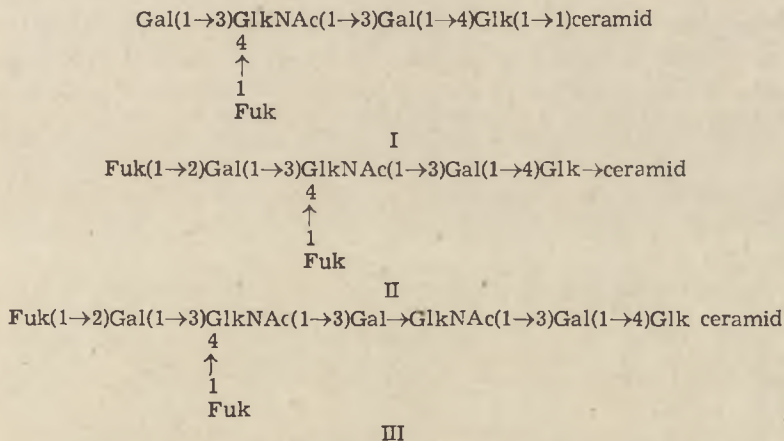 Gal(1→3)GlkNAc(1→3)Gal(1→4)Glk(1→1)ceramid
4
↑
1
Fuk
I
Fuk(1→2)Gal(1→3)GlkNAc(1→3)Gal(1→4)Glk→ceramid
4
↑
1
Fuk
II
Fuk(1→2)Gal(1→3)GlkNAc(1→3)Gal→GlkNAc(1→3)Gal(1→4)Glk ceramid
4
↑
1
Fuk
III